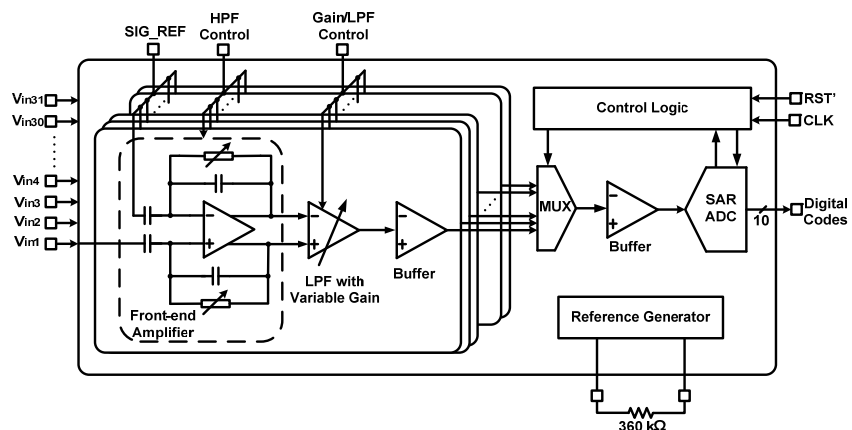 SIG_REF
HPF
Control
Gain/LPF
Control
Vin31
Vin30
Vin4
Vin3
Vin2
Vin1
Front-end
Amplifier
LPF with
Variable Gain
Buffer
Control Logic
MUX
Buffer
SAR
ADC
RST'
CLK
10
Digital
Codes
Reference Generator
360 kΩ